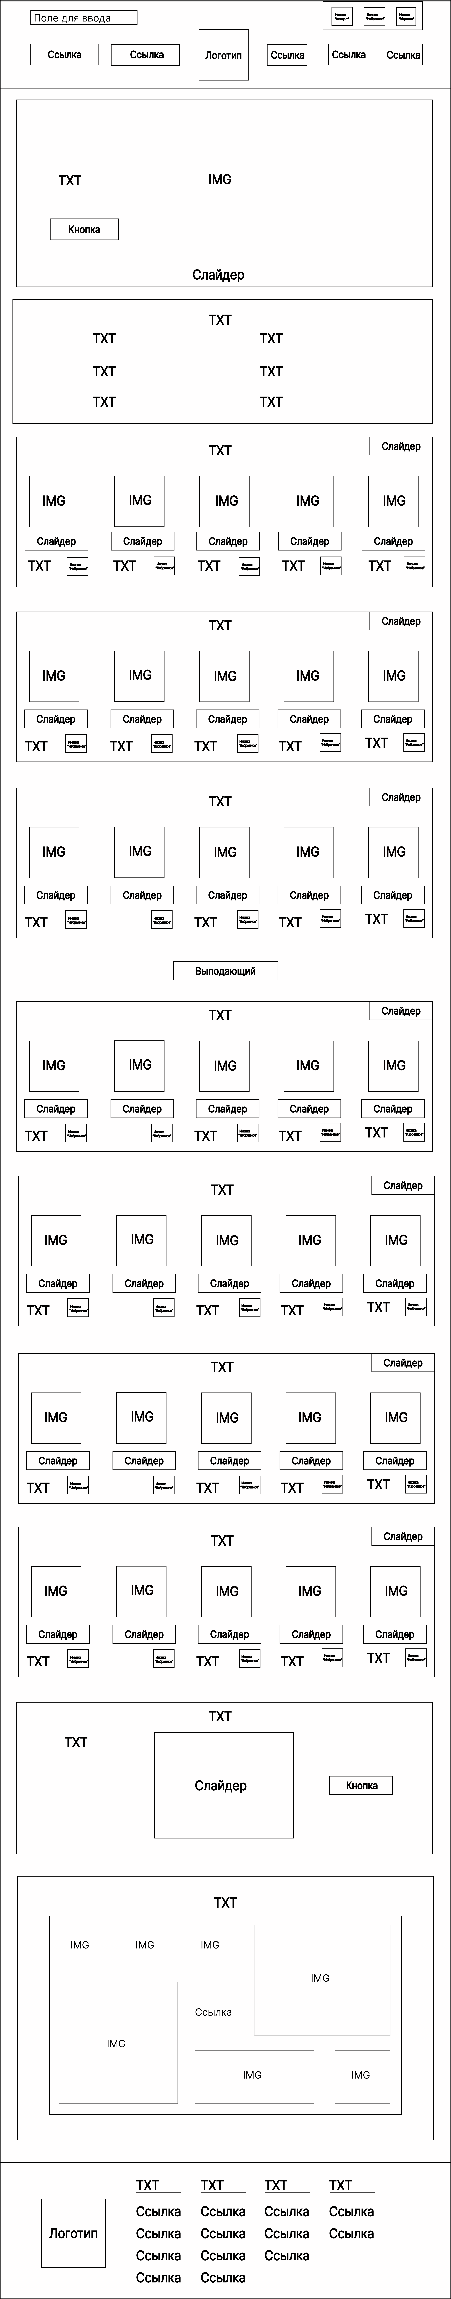 Поле для ввода
Ссылка Ссылка Логотип Ссылка Ссылка Ссылка
TXT IMG
Кнопка
Слайдер
TXT
TXT TXT
TXT TXT
TXT TXT
TXT Слайдер
IMG IMG IMG IMG IMG
Слайдер Слайдер Слайдер Слайдер Слайдер
TXT TXT TXT TXT TXT
TXT Слайдер
IMG IMG IMG IMG IMG
Слайдер Слайдер Слайдер Слайдер Слайдер
TXT TXT TXT TXT TXT
TXT Слайдер
IMG IMG IMG IMG IMG
Слайдер Слайдер Слайдер Слайдер Слайдер
TXT TXT TXT TXT
Выподающий
TXT Слайдер
IMG IMG IMG IMG IMG
Слайдер Слайдер Слайдер Слайдер Слайдер
TXT TXT TXT TXT
TXT Слайдер
IMG IMG IMG IMG IMG
Слайдер Слайдер Слайдер Слайдер Слайдер
TXT TXT TXT TXT
TXT Слайдер
IMG IMG IMG IMG IMG
Слайдер Слайдер Слайдер Слайдер Слайдер
TXT TXT TXT TXT
TXT Слайдер
IMG IMG IMG IMG IMG
Слайдер Слайдер Слайдер Слайдер Слайдер
TXT TXT TXT TXT
TXT
TXT
Слайдер Кнопка
TXT
IMG IMG IMG
IMG
Ссылка
IMG
IMG IMG
TXT TXT TXT TXT
Логотип
Ссылка Ссылка Ссылка Ссылка
Ссылка Ссылка Ссылка Ссылка
Ссылка Ссылка Ссылка
Ссылка Ссылка